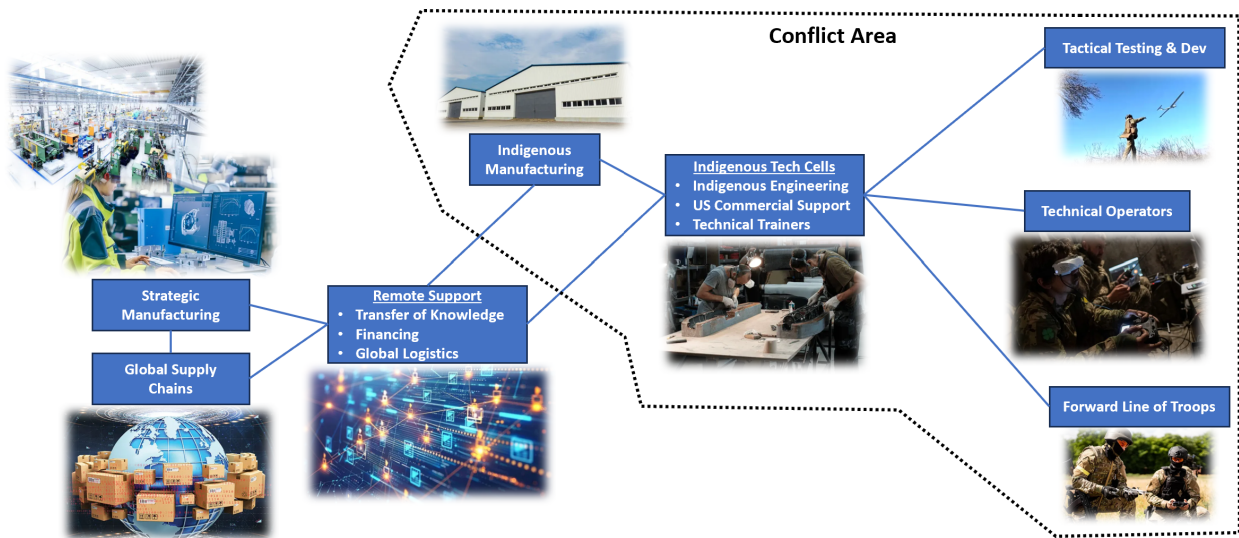 Conflict Area
Tactical Testing & Dev
Indigenous
Manufacturing
Indigenous Tech Cells
• Indigenous Engineering
• US Commercial Support
• Technical Trainers
Technical Operators
Strategic
Manufacturing
Remote Support
• Transfer of Knowledge
• Financing
• Global Logistics
Global Supply
Chains
Forward Line of Troops